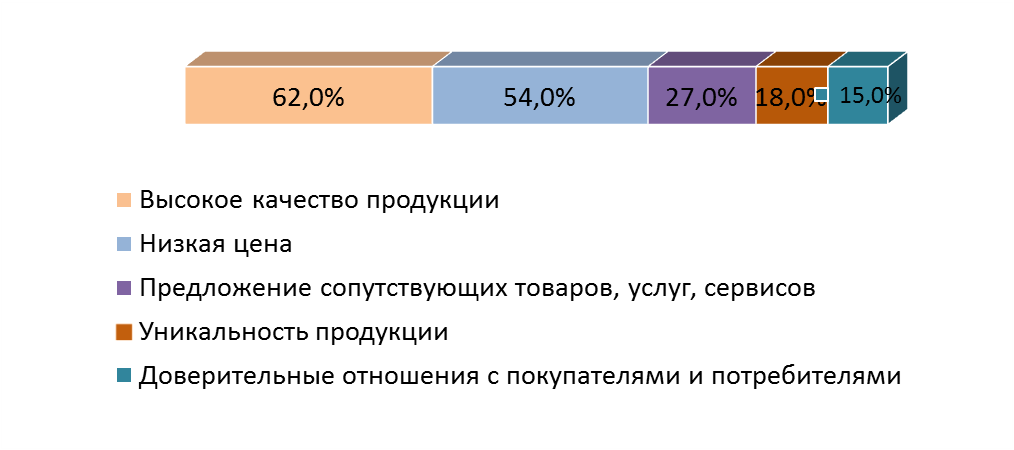 62,0% 54,0% 27,0% 18,0% 15,0%
Высокое качество продукции
Низкая цена
Предложение сопутствующих товаров, услуг, сервисов
Уникальность продукции
Доверительные отношения с покупателями и потребителями